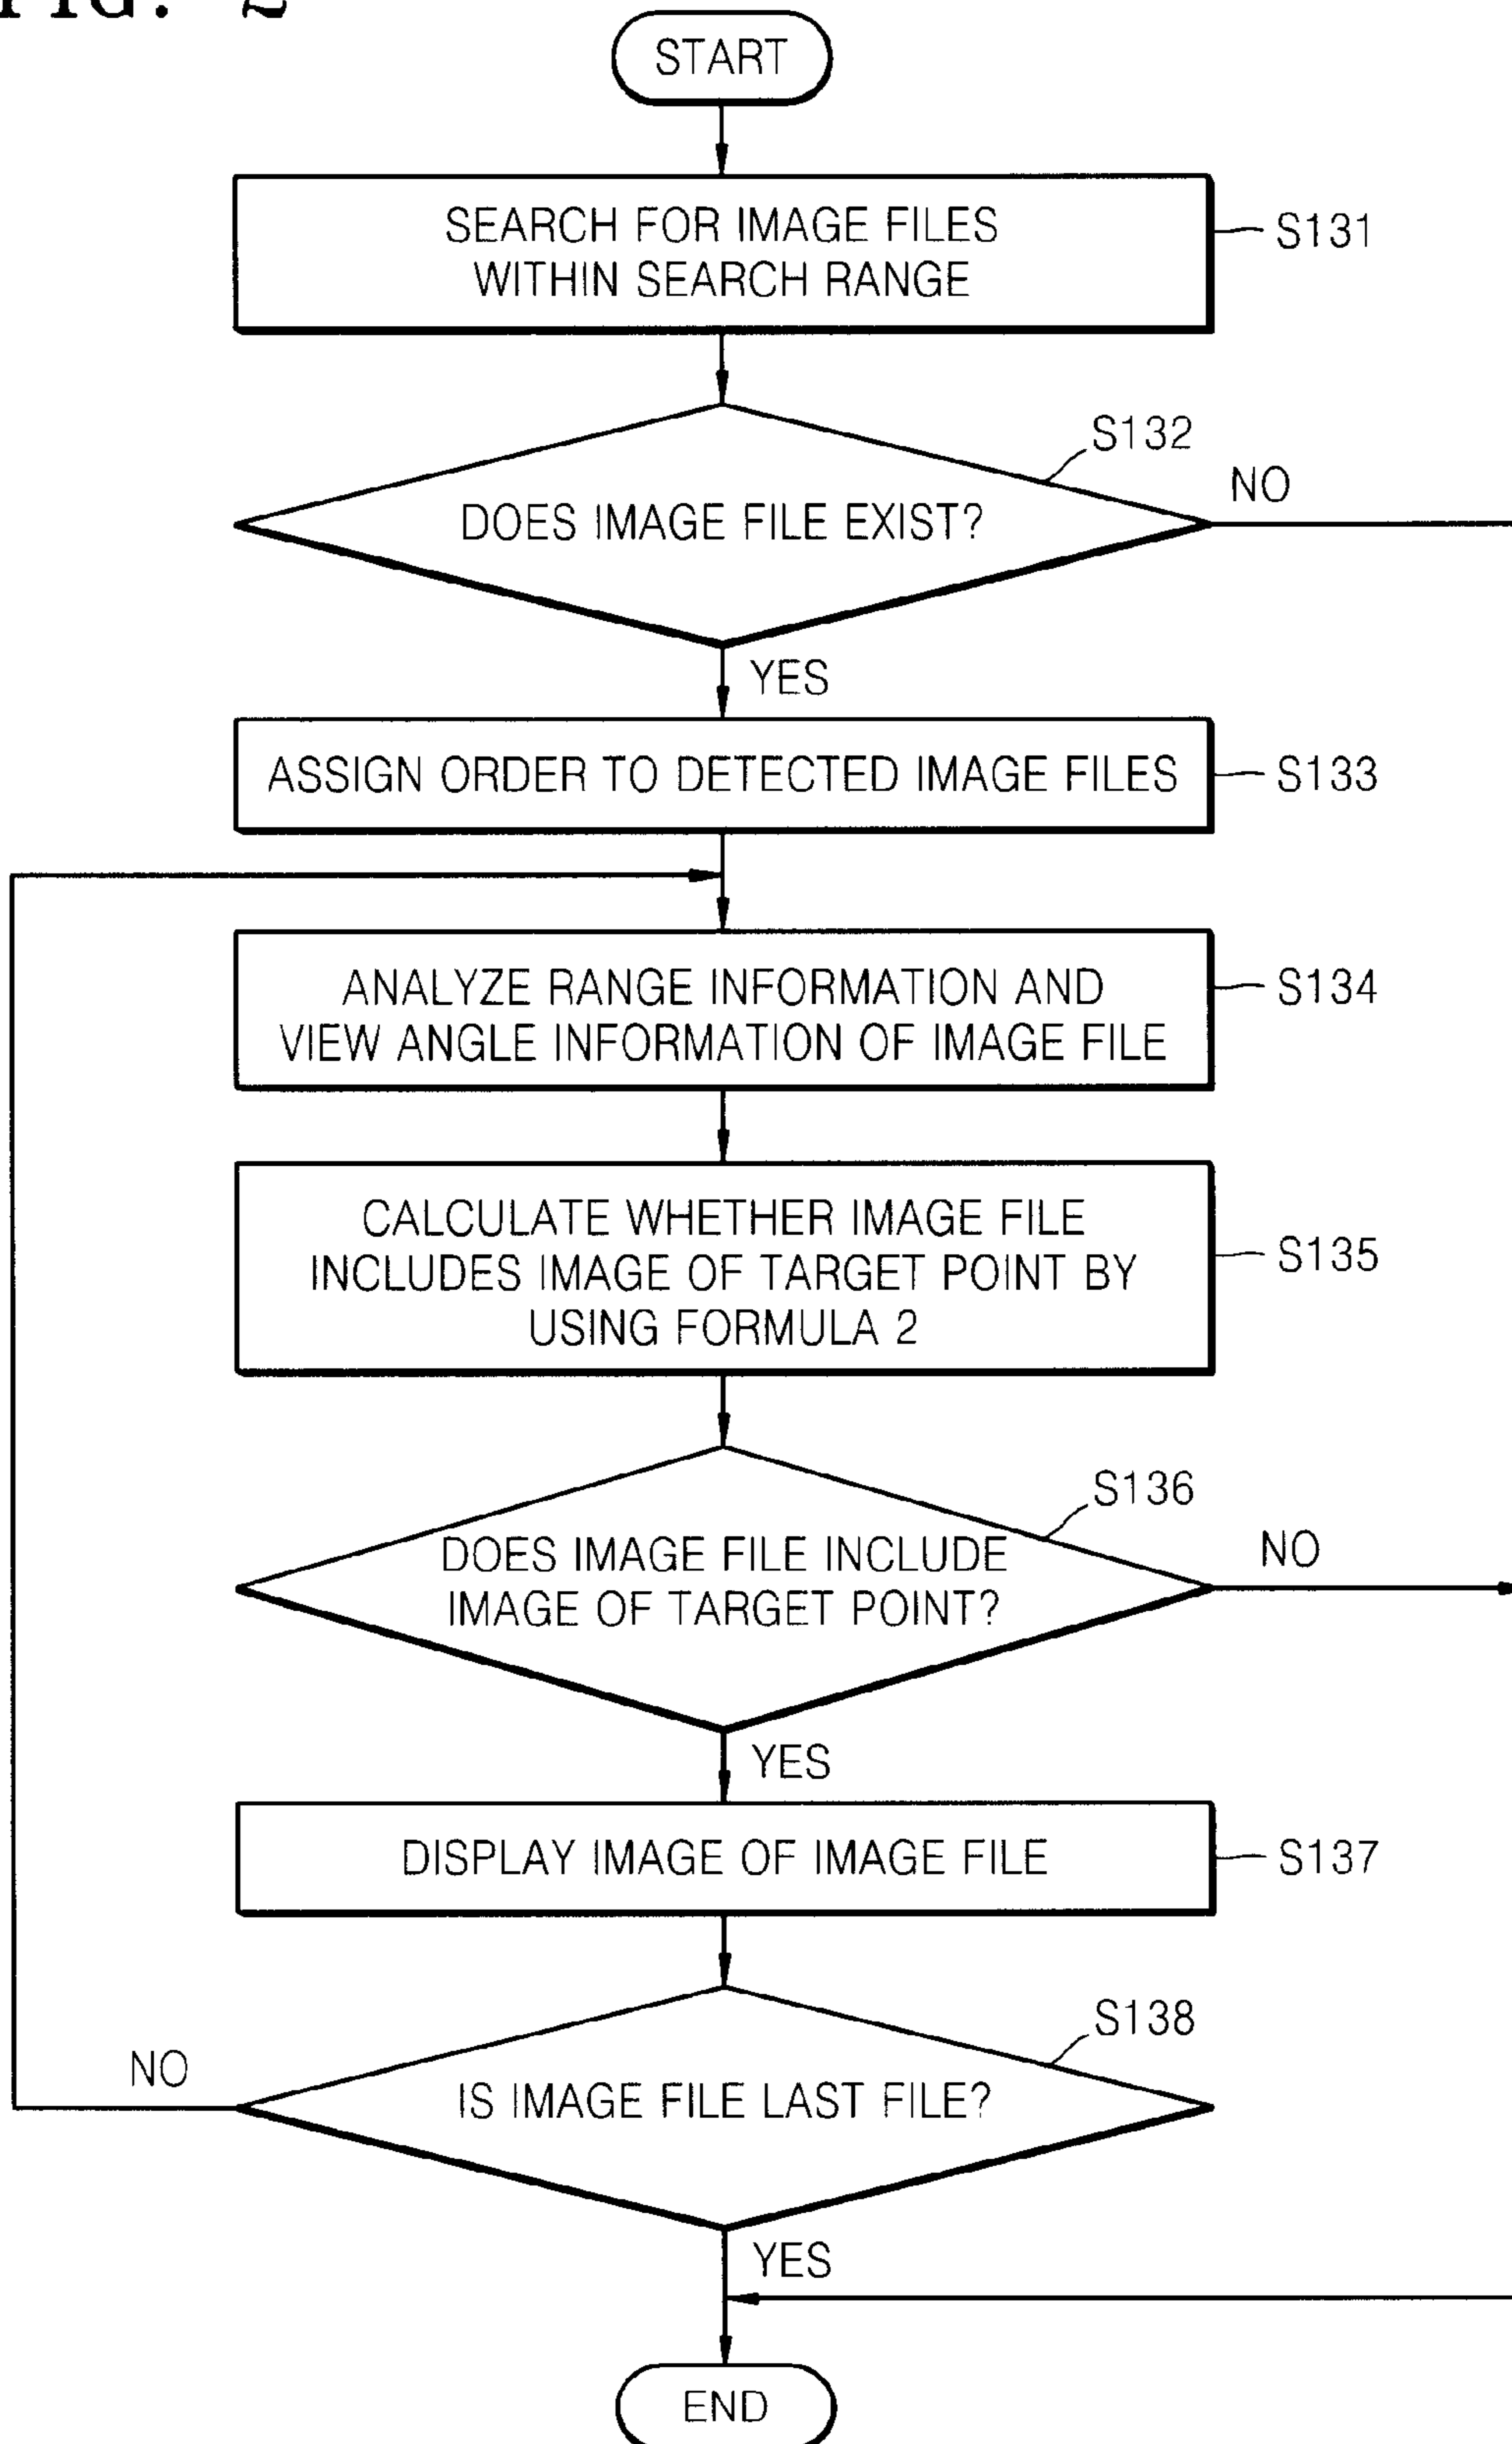 FIG. 2
START
SEARCH FOR IMAGE FILES
WITHIN SEARCH RANGE
S131
S132
DOES IMAGE FILE EXIST?
NO
YES
ASSIGN ORDER TO DETECTED IMAGE FILES
S133
ANALYZE RANGE INFORMATION AND
VIEW ANGLE INFORMATION OF IMAGE FILE
S134
CALCULATE WHETHER IMAGE FILE
INCLUDES IMAGE OF TARGET POINT BY
USING FORMULA 2
S135
S136
DOES IMAGE FILE INCLUDE
IMAGE OF TARGET POINT?
NO
YES
DISPLAY IMAGE OF IMAGE FILE
S137
S138
IS IMAGE FILE LAST FILE?
NO
YES
END